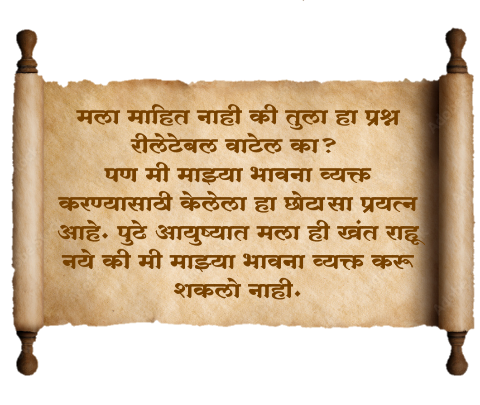 मला माहित नाही की तुला हा प्रश्न
रीलेटेबल वाटेल का?
पण मी माझ्या भावना व्यक्त
करण्यासाठी केलेला हा छोटासा प्रयत्न
आहे. पुढे आयुष्यात मला ही खंत राहू
नये की मी माझ्या भावना व्यक्त करू
शकलो नाही.